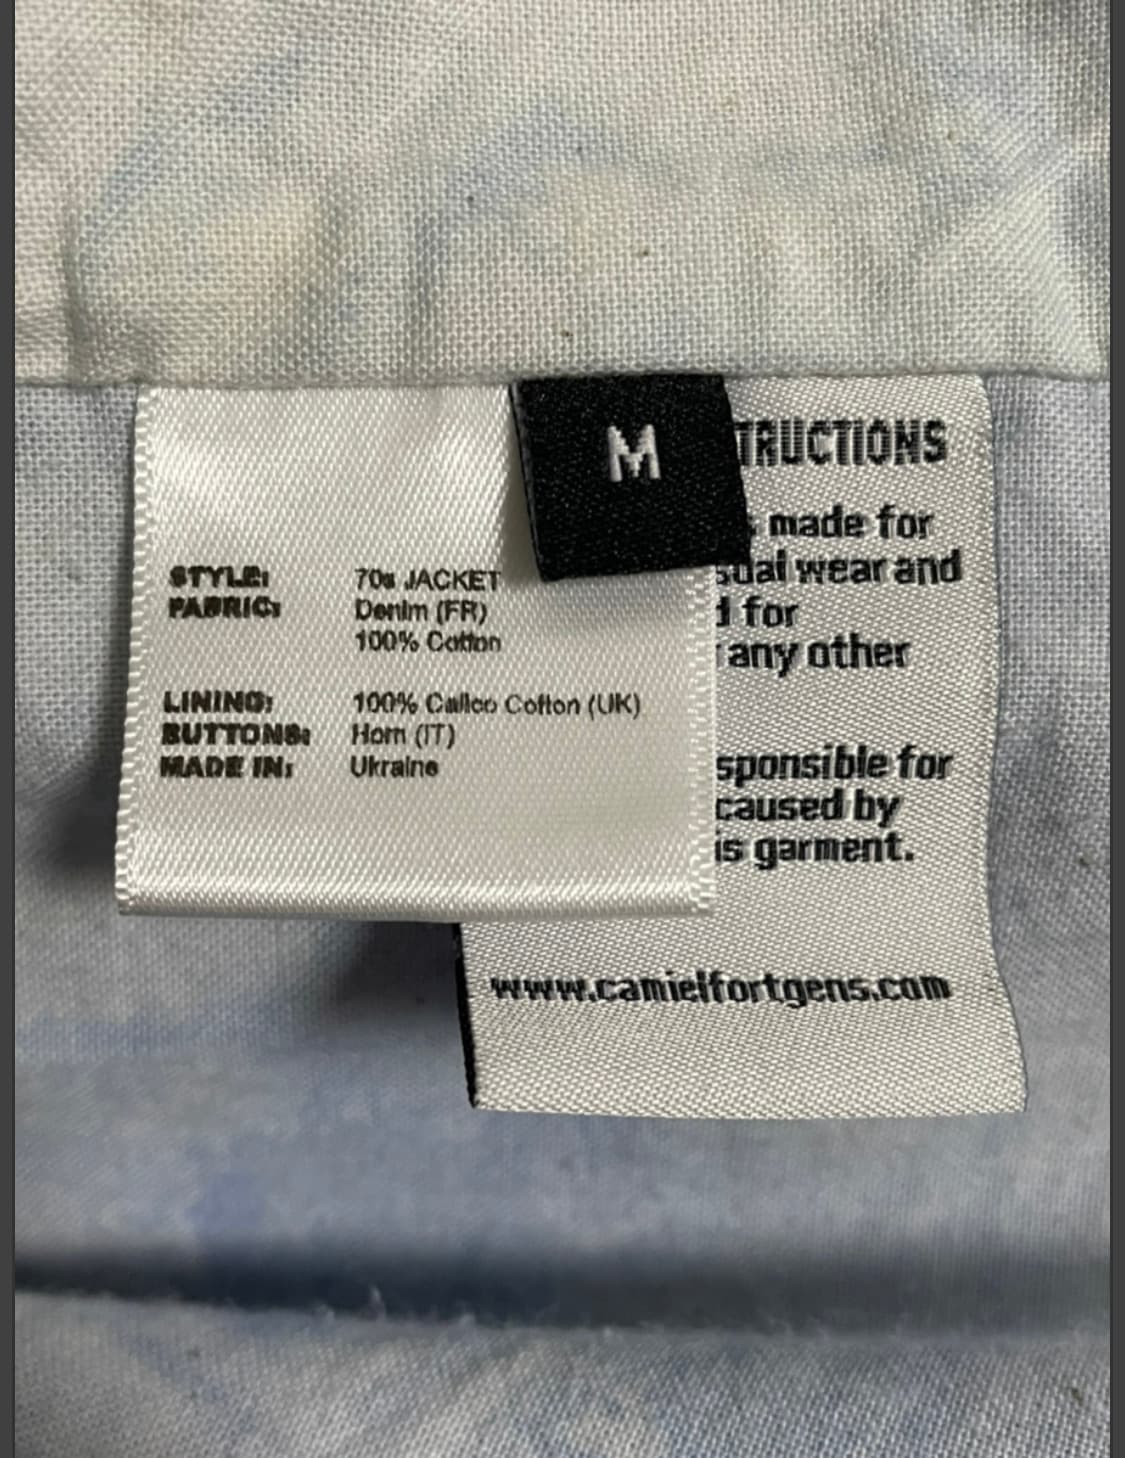 M
STYLE: 70s JACKET
FABRIC: Denim (FR)
100% Cotton
LINING: 100% Calico Cotton (UK)
BUTTONS: Horn (IT)
MADE IN: Ukraine
TRUCTIONS
made for
sual wear and
for
any other
sponsible for
caused by
is garment.
www.camielfortgens.com